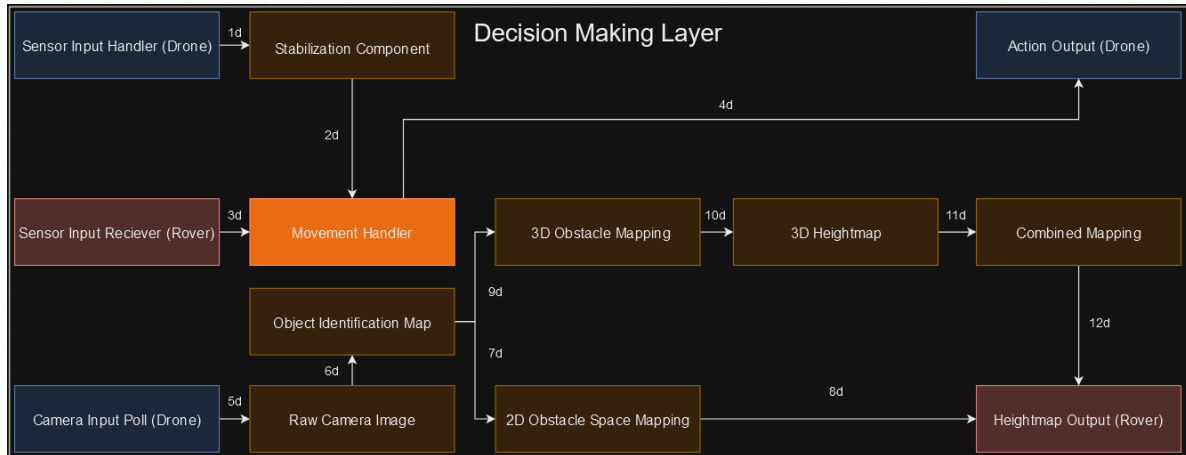 Decision Making Layer
Sensor Input Handler (Drone)
1d
Stabilization Component
Action Output (Drone)
4d
2d
Sensor Input Reciever (Rover)
3d
Movement Handler
3D Obstacle Mapping
10d
3D Heightmap
11d
Combined Mapping
9d
Object Identification Map
12d
7d
6d
Camera Input Poll (Drone)
5d
Raw Camera Image
2D Obstacle Space Mapping
8d
Heightmap Output (Rover)